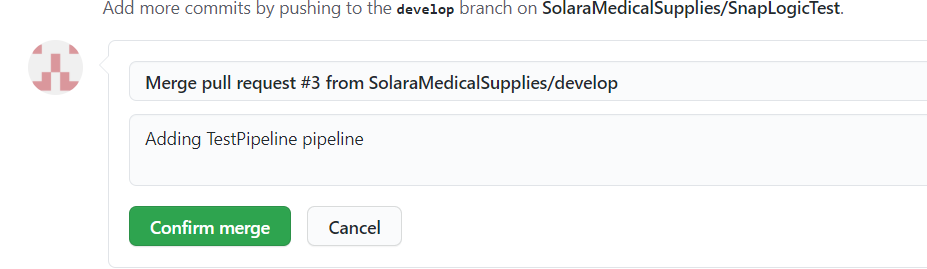 Add more commits by pushing to the develop branch on SolaraMedicalSupplies/SnapLogicTest.
Merge pull request #3 from SolaraMedicalSupplies/develop
Adding TestPipeline pipeline
Confirm merge
Cancel